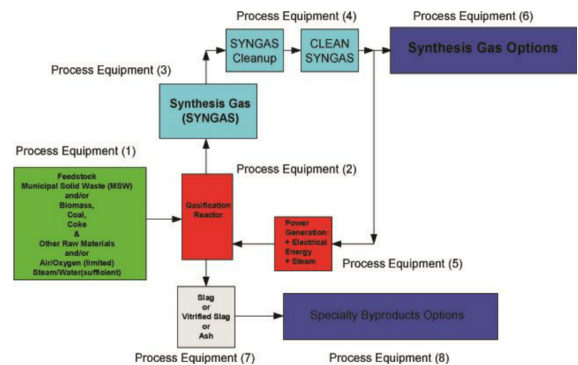 Process Equipment (4)
Process Equipment (6)
SYNGAS
Cleanup
CLEAN
SYNGAS
Synthesis Gas Options
Process Equipment (3)
Synthesis Gas
(SYNGAS)
Process Equipment (1)
Process Equipment (2)
Feedstock
Municipal Solid Waste (MSW)
and/or
Biomass,
Coal,
Coke
&
Other Raw Materials
and/or
Air/Oxygen (limited)
Steam/Water(sufficient)
Gasification
Reactor
Power
Generation
+ Electrical
Energy
+ Steam
Process Equipment (5)
Slag
or
Vitrified Slag
or
Ash
Specialty Byproducts Options
Process Equipment (7)
Process Equipment (8)